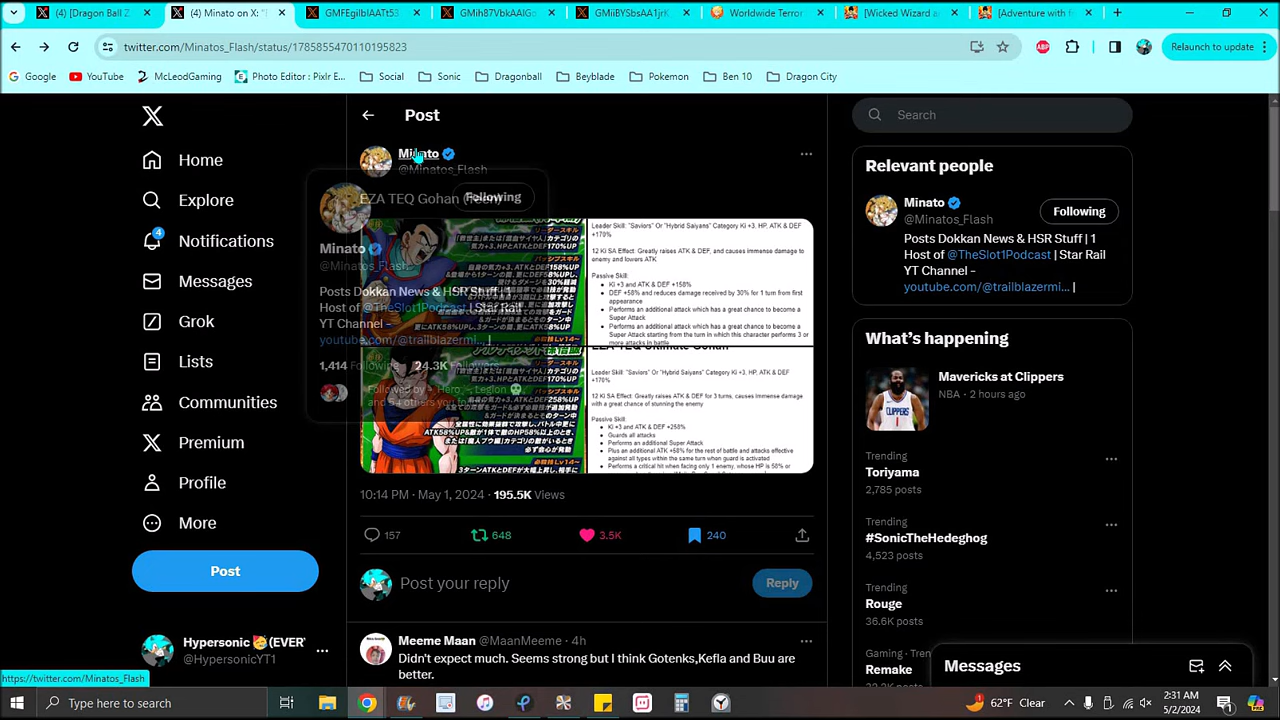 (4) [Dragon Ball Z
(4) Minato on X: "[
GMFEgiIbIAATt53
GMih87VbkAAIGo
GMiiBYSbsAA1jrK
Worldwide Terror
[Wicked Wizard a
[Adventure with f
twitter.com/Minatos_Flash/status/1785855470110195823
Relaunch to update
Google
YouTube
McLeodGaming
Photo Editor : Pixlr E...
Social
Sonic
Dragonball
Beyblade
Pokemon
Ben 10
Dragon City
Home
Explore
4
Notifications
Messages
Grok
Lists
Communities
Premium
Profile
More
Post
Hypersonic 🥳(EVER'
@HypersonicYT1
https://twitter.com/Minatos_Flash
Post
Minato
@Minatos_Flash
EZA TEQ Gohan
Following
Minato
@Minatos_Flash
Posts Dokkan News & HSR Stuff | 1
Host of @TheSlot1Podcast | Star Rail
YT Channel -
youtube.com/@trailblazermi... |
1,414 Following 24.3K Followers
Leader Skill: "Saviors" Or "Hybrid Saiyans" Category Ki +3, HP, ATK & DEF
+170%
12 Ki SA Effect: Greatly raises ATK & DEF, and causes immense damage to
enemy and lowers ATK
Passive Skill:
Ki +3 and ATK & DEF +158%
DEF +58% and reduces damage received by 30% for 1 turn from first
appearance
Performs an additional attack which has a great chance to become a
Super Attack
Performs an additional attack which has a great chance to become a
Super Attack starting from the turn in which this character performs 3 or
more attacks in battle
EZA TEQ Ultimate Gohan
Leader Skill: "Saviors" Or "Hybrid Saiyans" Category Ki +3, HP, ATK & DEF
+170%
12 Ki SA Effect: Greatly raises ATK & DEF for 3 turns, causes immense damage
with a great chance of stunning the enemy
Passive Skill:
Ki +3 and ATK & DEF +258%
Guards all attacks
Performs an additional Super Attack
Plus an additional ATK +58% for the rest of battle and attacks effective
against all types within the same turn when guard is activated
Performs a critical hit when facing only 1 enemy, whose HP is 58% or
10:14 PM · May 1, 2024 · 195.5K Views
157
648
3.5K
240
Post your reply
Reply
Meeme Maan @MaanMeeme · 4h
Didn't expect much. Seems strong but I think Gotenks,Kefla and Buu are
better.
Search
Relevant people
Minato
@Minatos_Flash
Following
Posts Dokkan News & HSR Stuff | 1
Host of @TheSlot1Podcast | Star Rail
YT Channel -
youtube.com/@trailblazermi... |
What's happening
Mavericks at Clippers
NBA · 2 hours ago
Trending
Toriyama
2,785 posts
Trending
#SonicTheHedeghog
4,523 posts
Trending
Rouge
36.6K posts
Gaming · Trending
Remake
Messages
Type here to search
62°F Clear
2:31 AM
5/2/2024